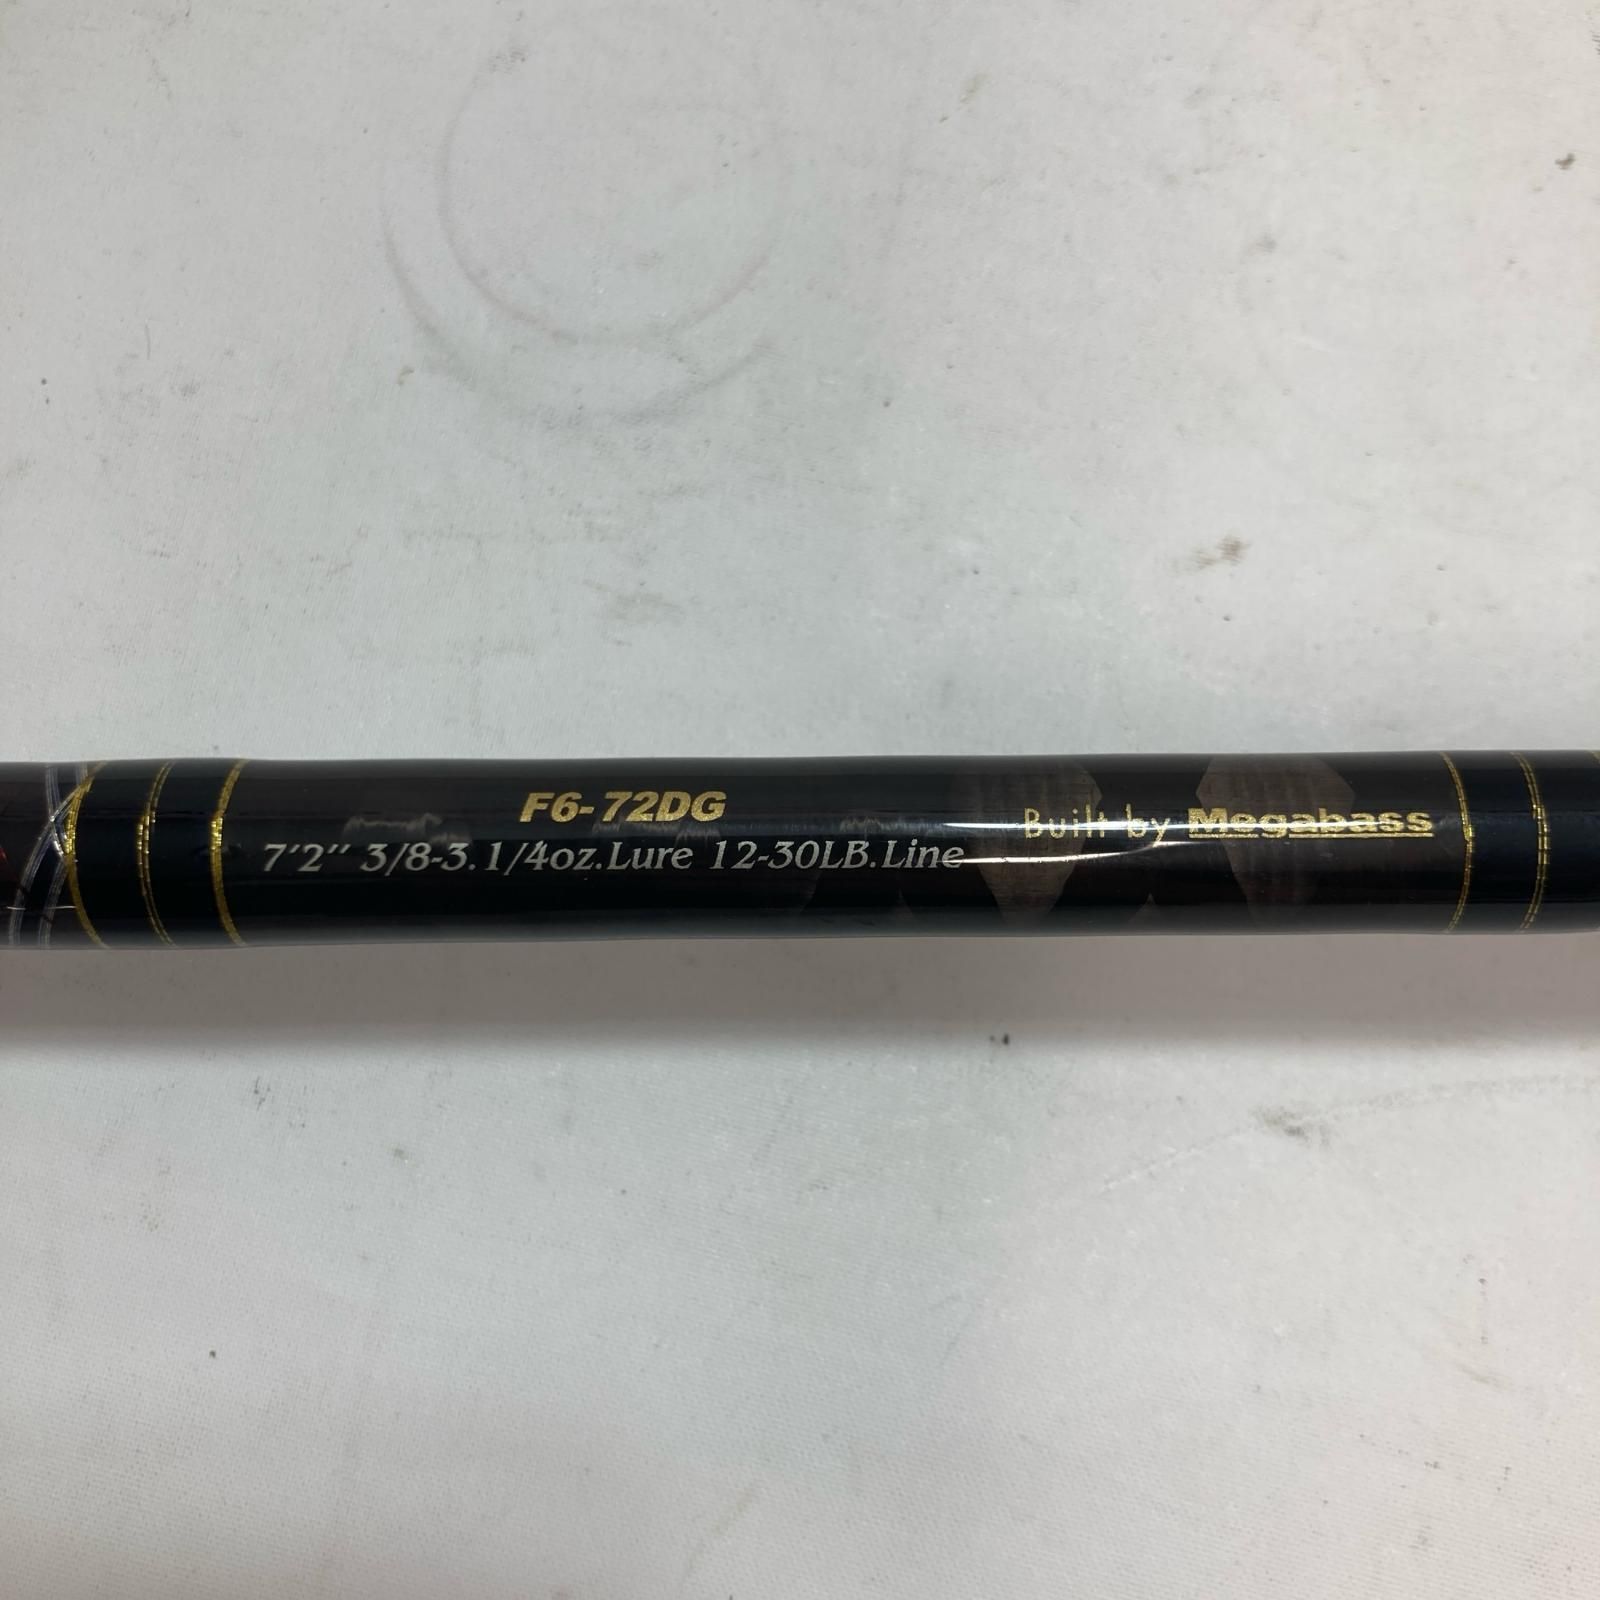 F6-72DG
7'2'' 3/8-3.1/4oz.Lure 12-30LB.Line
Built by Megabass